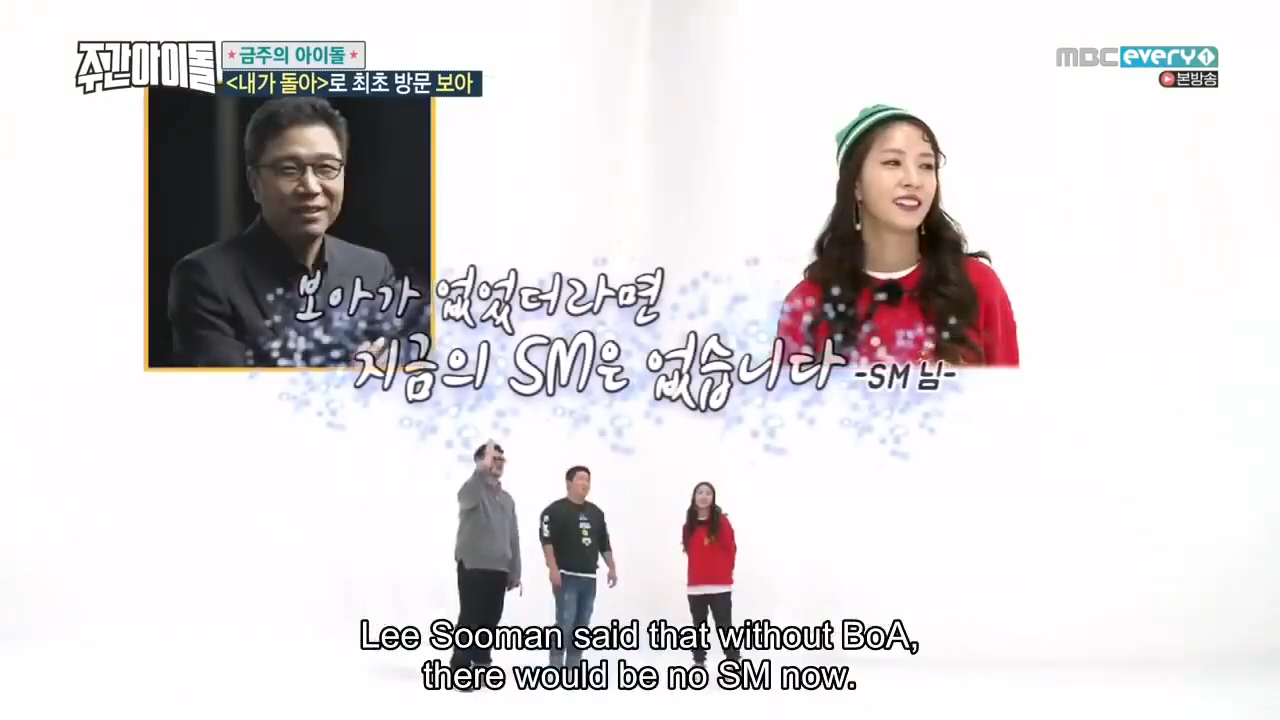 주간아이돌
★금주의 아이돌★
<내가 돌아>로 최초 방문 보아
MBC every1
본방송
보아가 없었더라면
지금의 SM은 없습니다 -SM 님-
Lee Sooman said that without BoA,
there would be no SM now.